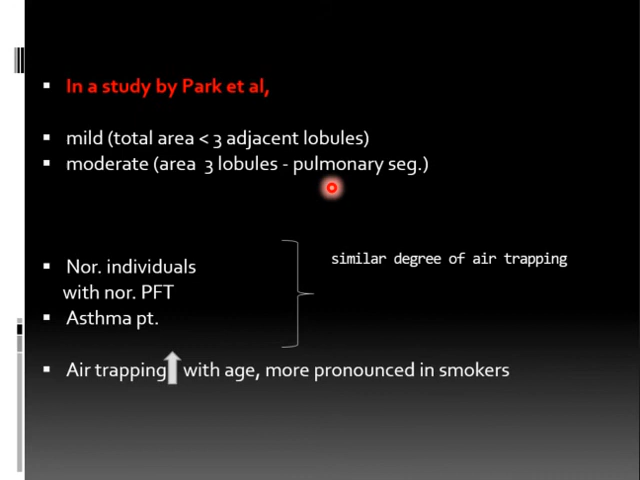 In a study by Park et al,
mild (total area < 3 adjacent lobules)
moderate (area 3 lobules - pulmonary seg.)
Nor. individuals
with nor. PFT
Asthma pt.
similar degree of air trapping
Air trapping with age, more pronounced in smokers